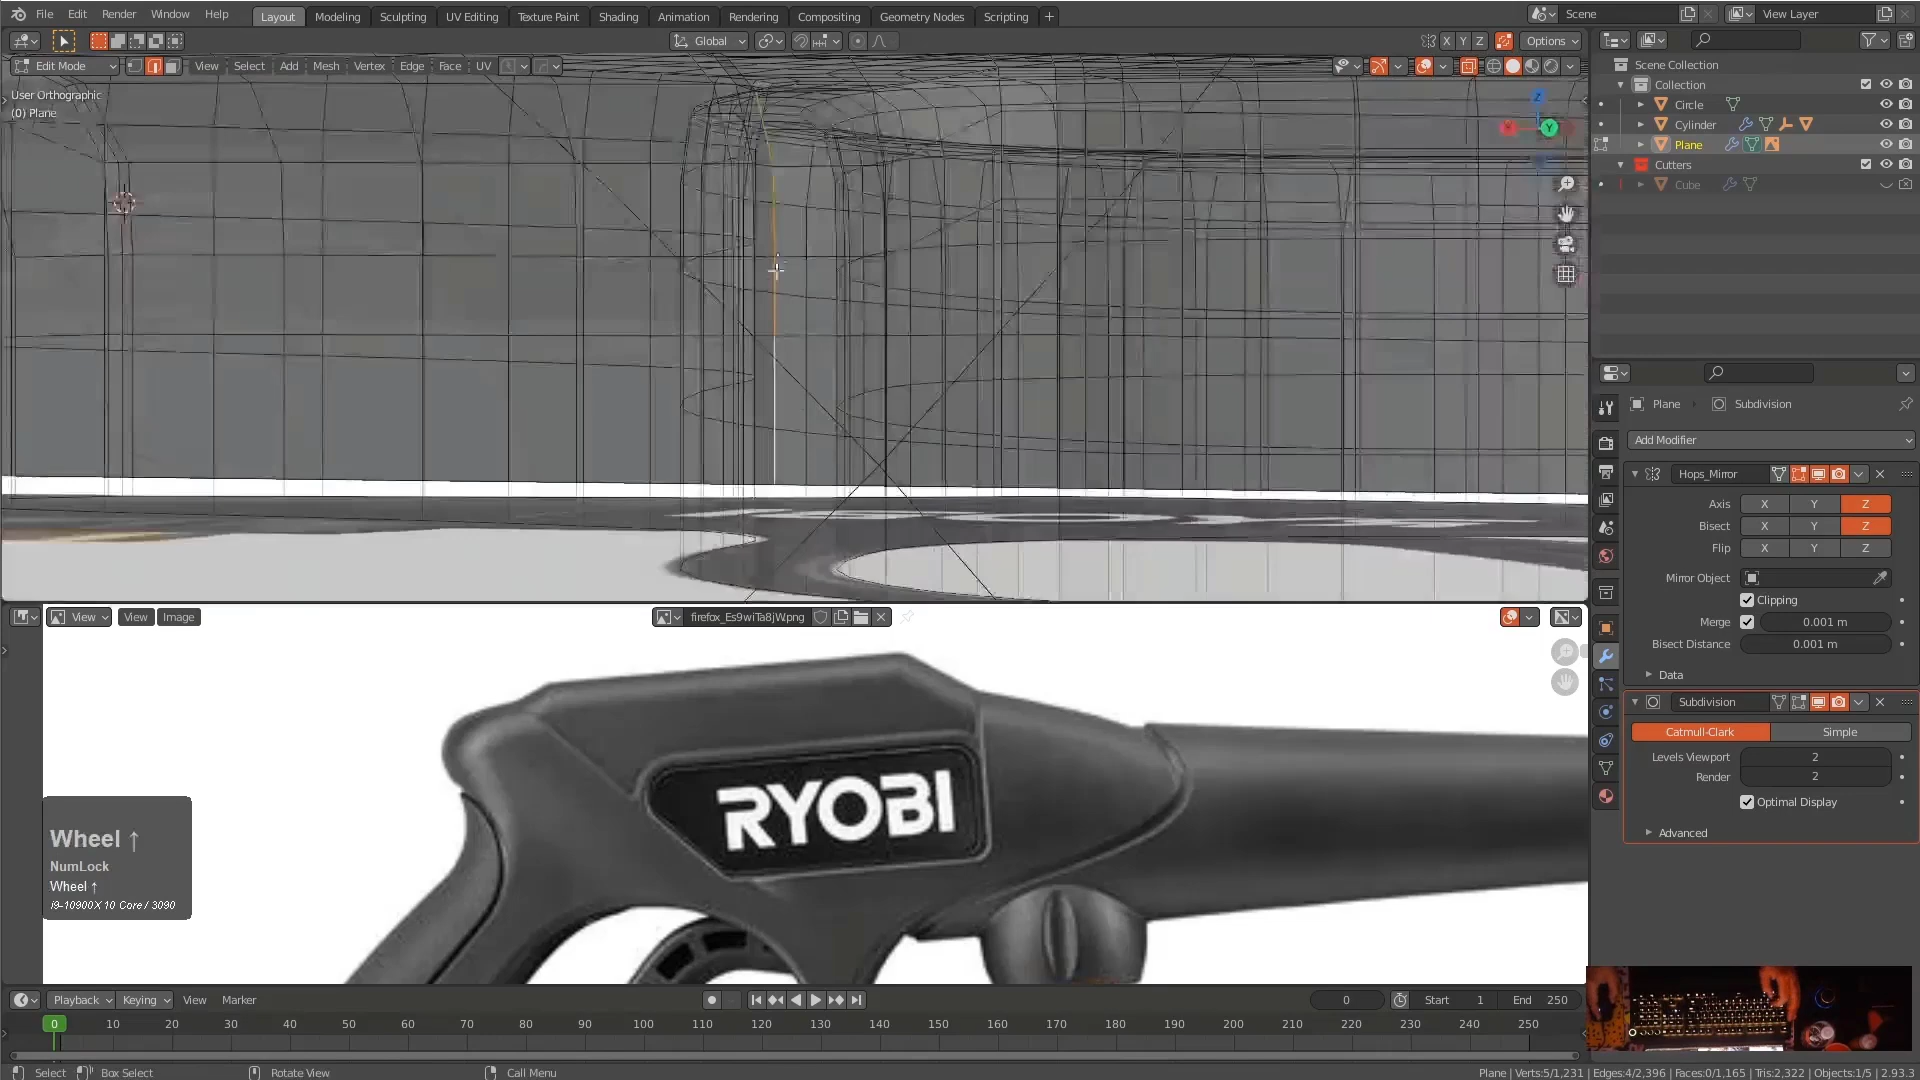 File Edit Render Window Help Layout Modeling Sculpting UV Editing Texture Paint Shading Animation Rendering Compositing Geometry Nodes Scripting + Scene View Layer
Global X Y Z Options
Edit Mode View Select Add Mesh Vertex Edge Face UV
User Orthographic
(0) Plane
Z
Y
Scene Collection
Collection
Circle
Cylinder
Plane
Cutters
Cube
Plane Subdivision
Add Modifier
Hops_Mirror
Axis X Y Z
Bisect X Y Z
Flip X Y Z
Mirror Object
Clipping
Merge 0.001 m
Bisect Distance 0.001 m
Data
Subdivision
Catmull-Clark Simple
Levels Viewport 2
Render 2
Optimal Display
Advanced
View View Image firefox_Es9wiTa8jW.png
RYOBI
Wheel ↑
NumLock
Wheel ↑
i9-10900X 10 Core / 3090
Playback Keying View Marker 0 Start 1 End 250
0 10 20 30 40 50 60 70 80 90 100 110 120 130 140 150 160 170 180 190 200 210 220 230 240 250
Select Box Select Rotate View Call Menu Plane | Verts:5/1,231 | Edges:4/2,396 | Faces:0/1,165 | Tris:2,322 | Objects:1/5 | 2.93.3